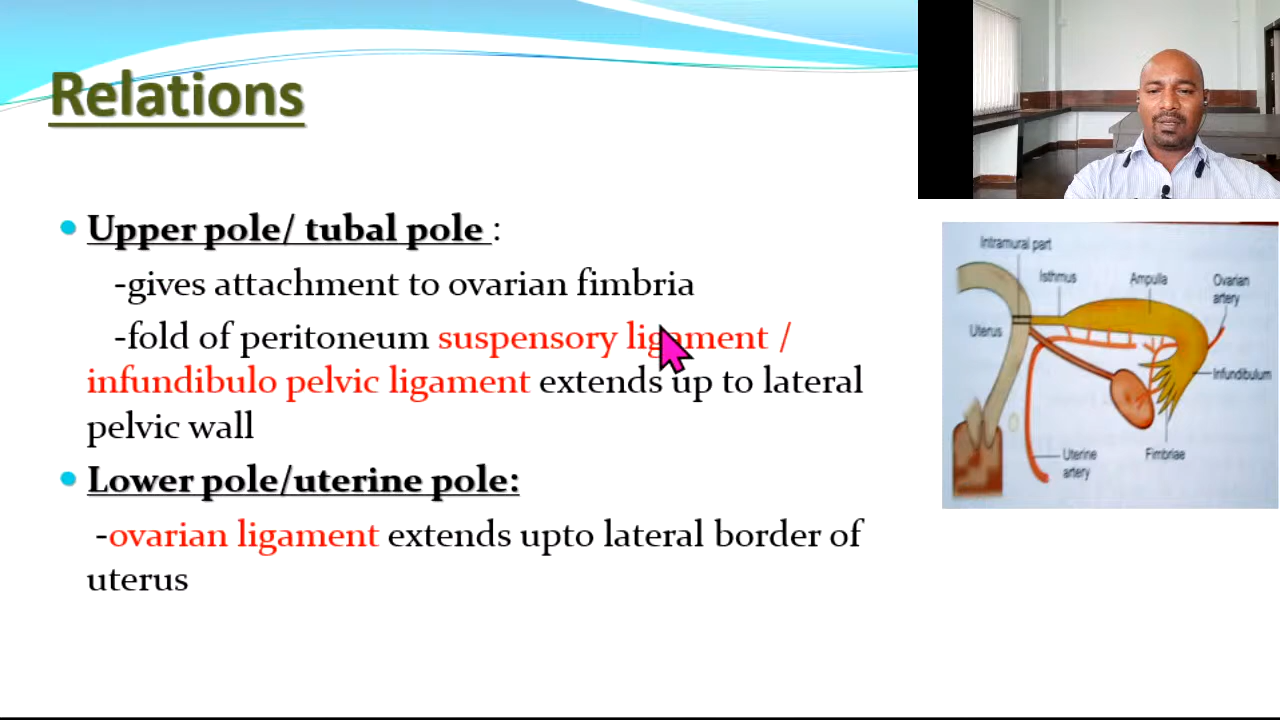 Relations
Upper pole/ tubal pole :
-gives attachment to ovarian fimbria
-fold of peritoneum suspensory ligament /
infundibulo pelvic ligament extends up to lateral
pelvic wall
Lower pole/uterine pole:
-ovarian ligament extends upto lateral border of
uterus
Intramural part
Isthmus
Ampulla
Ovarian
artery
Uterus
Infundibulum
Uterine
artery
Fimbriae